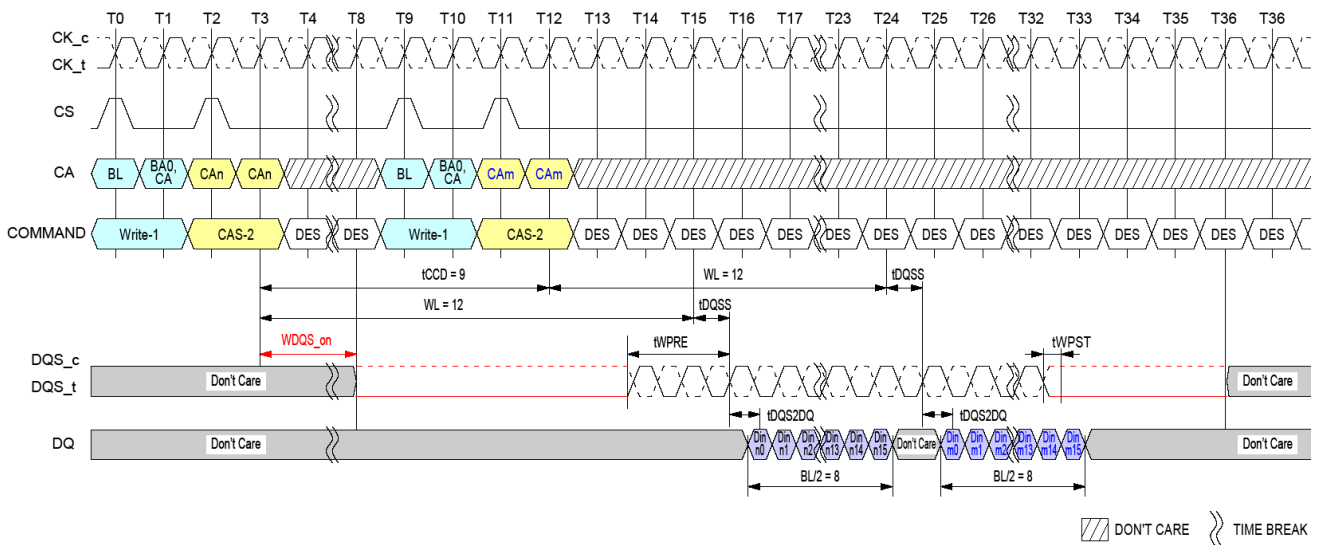 T0 T1 T2 T3 T4 T8 T9 T10 T11 T12 T13 T14 T15 T16 T17 T23 T24 T25 T26 T32 T33 T34 T35 T36 T36
CK_c
CK_t
CS
CA BL BA0, CA CAn CAn BL BA0, CA CAm CAm
COMMAND Write-1 CAS-2 DES DES Write-1 CAS-2 DES DES DES DES DES DES DES DES DES DES DES DES DES DES DES
tCCD = 9 WL = 12 tDQSS
WL = 12 tDQSS
WDQS_on tWPRE tWPST
DQS_c
DQS_t Don't Care Don't Care
tDQS2DQ tDQS2DQ
DQ Don't Care Din n0 Din n1 Din n2 Din n13 Din n14 Din n15 Don't Care Din m0 Din m1 Din m2 Din m13 Din m14 Din m15 Don't Care
BL/2 = 8 BL/2 = 8
DON'T CARE TIME BREAK